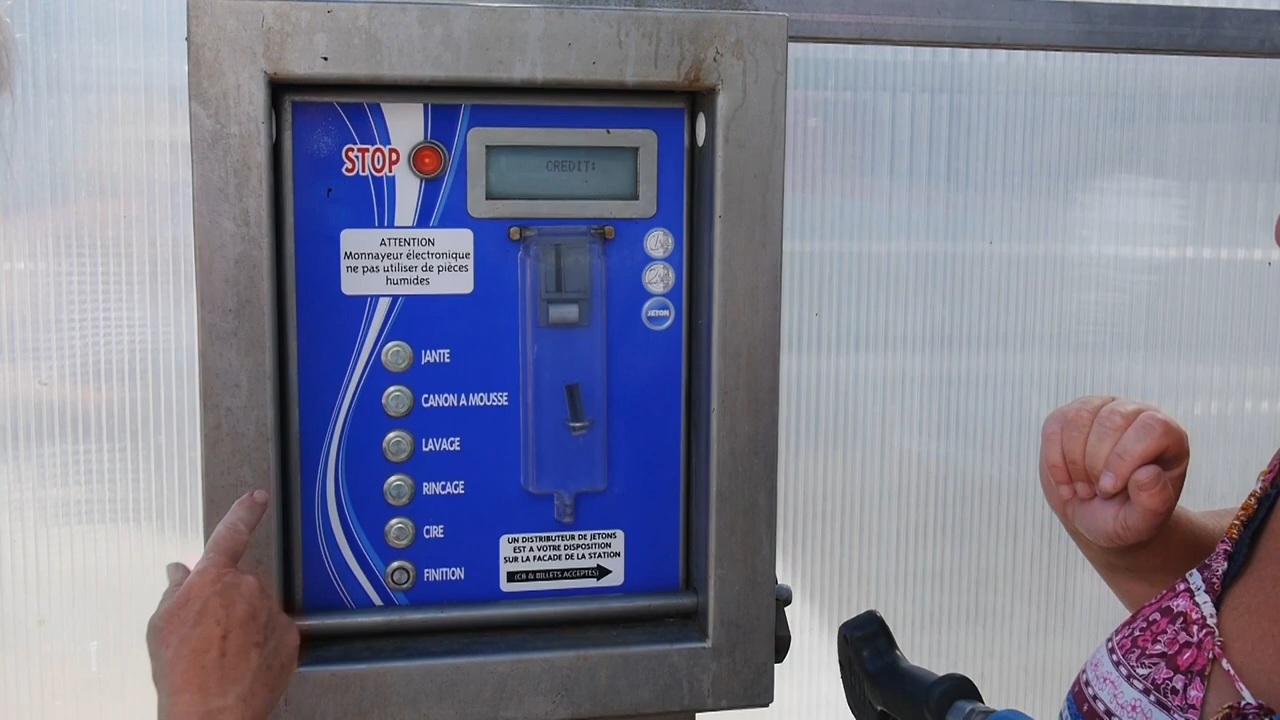 STOP
CREDIT:
ATTENTION
Monnayeur électronique
ne pas utiliser de pièces
humides
1
2
JETON
JANTE
CANON A MOUSSE
LAVAGE
RINCAGE
CIRE
FINITION
UN DISTRIBUTEUR DE JETONS
EST A VOTRE DISPOSITION
SUR LA FACADE DE LA STATION
(CB & BILLETS ACCEPTÉS)